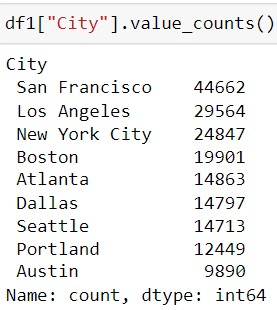 df1["City"].value_counts()
City
 San Francisco    44662
 Los Angeles      29564
 New York City    24847
 Boston           19901
 Atlanta          14863
 Dallas           14797
 Seattle          14713
 Portland         12449
 Austin            9890
Name: count, dtype: int64